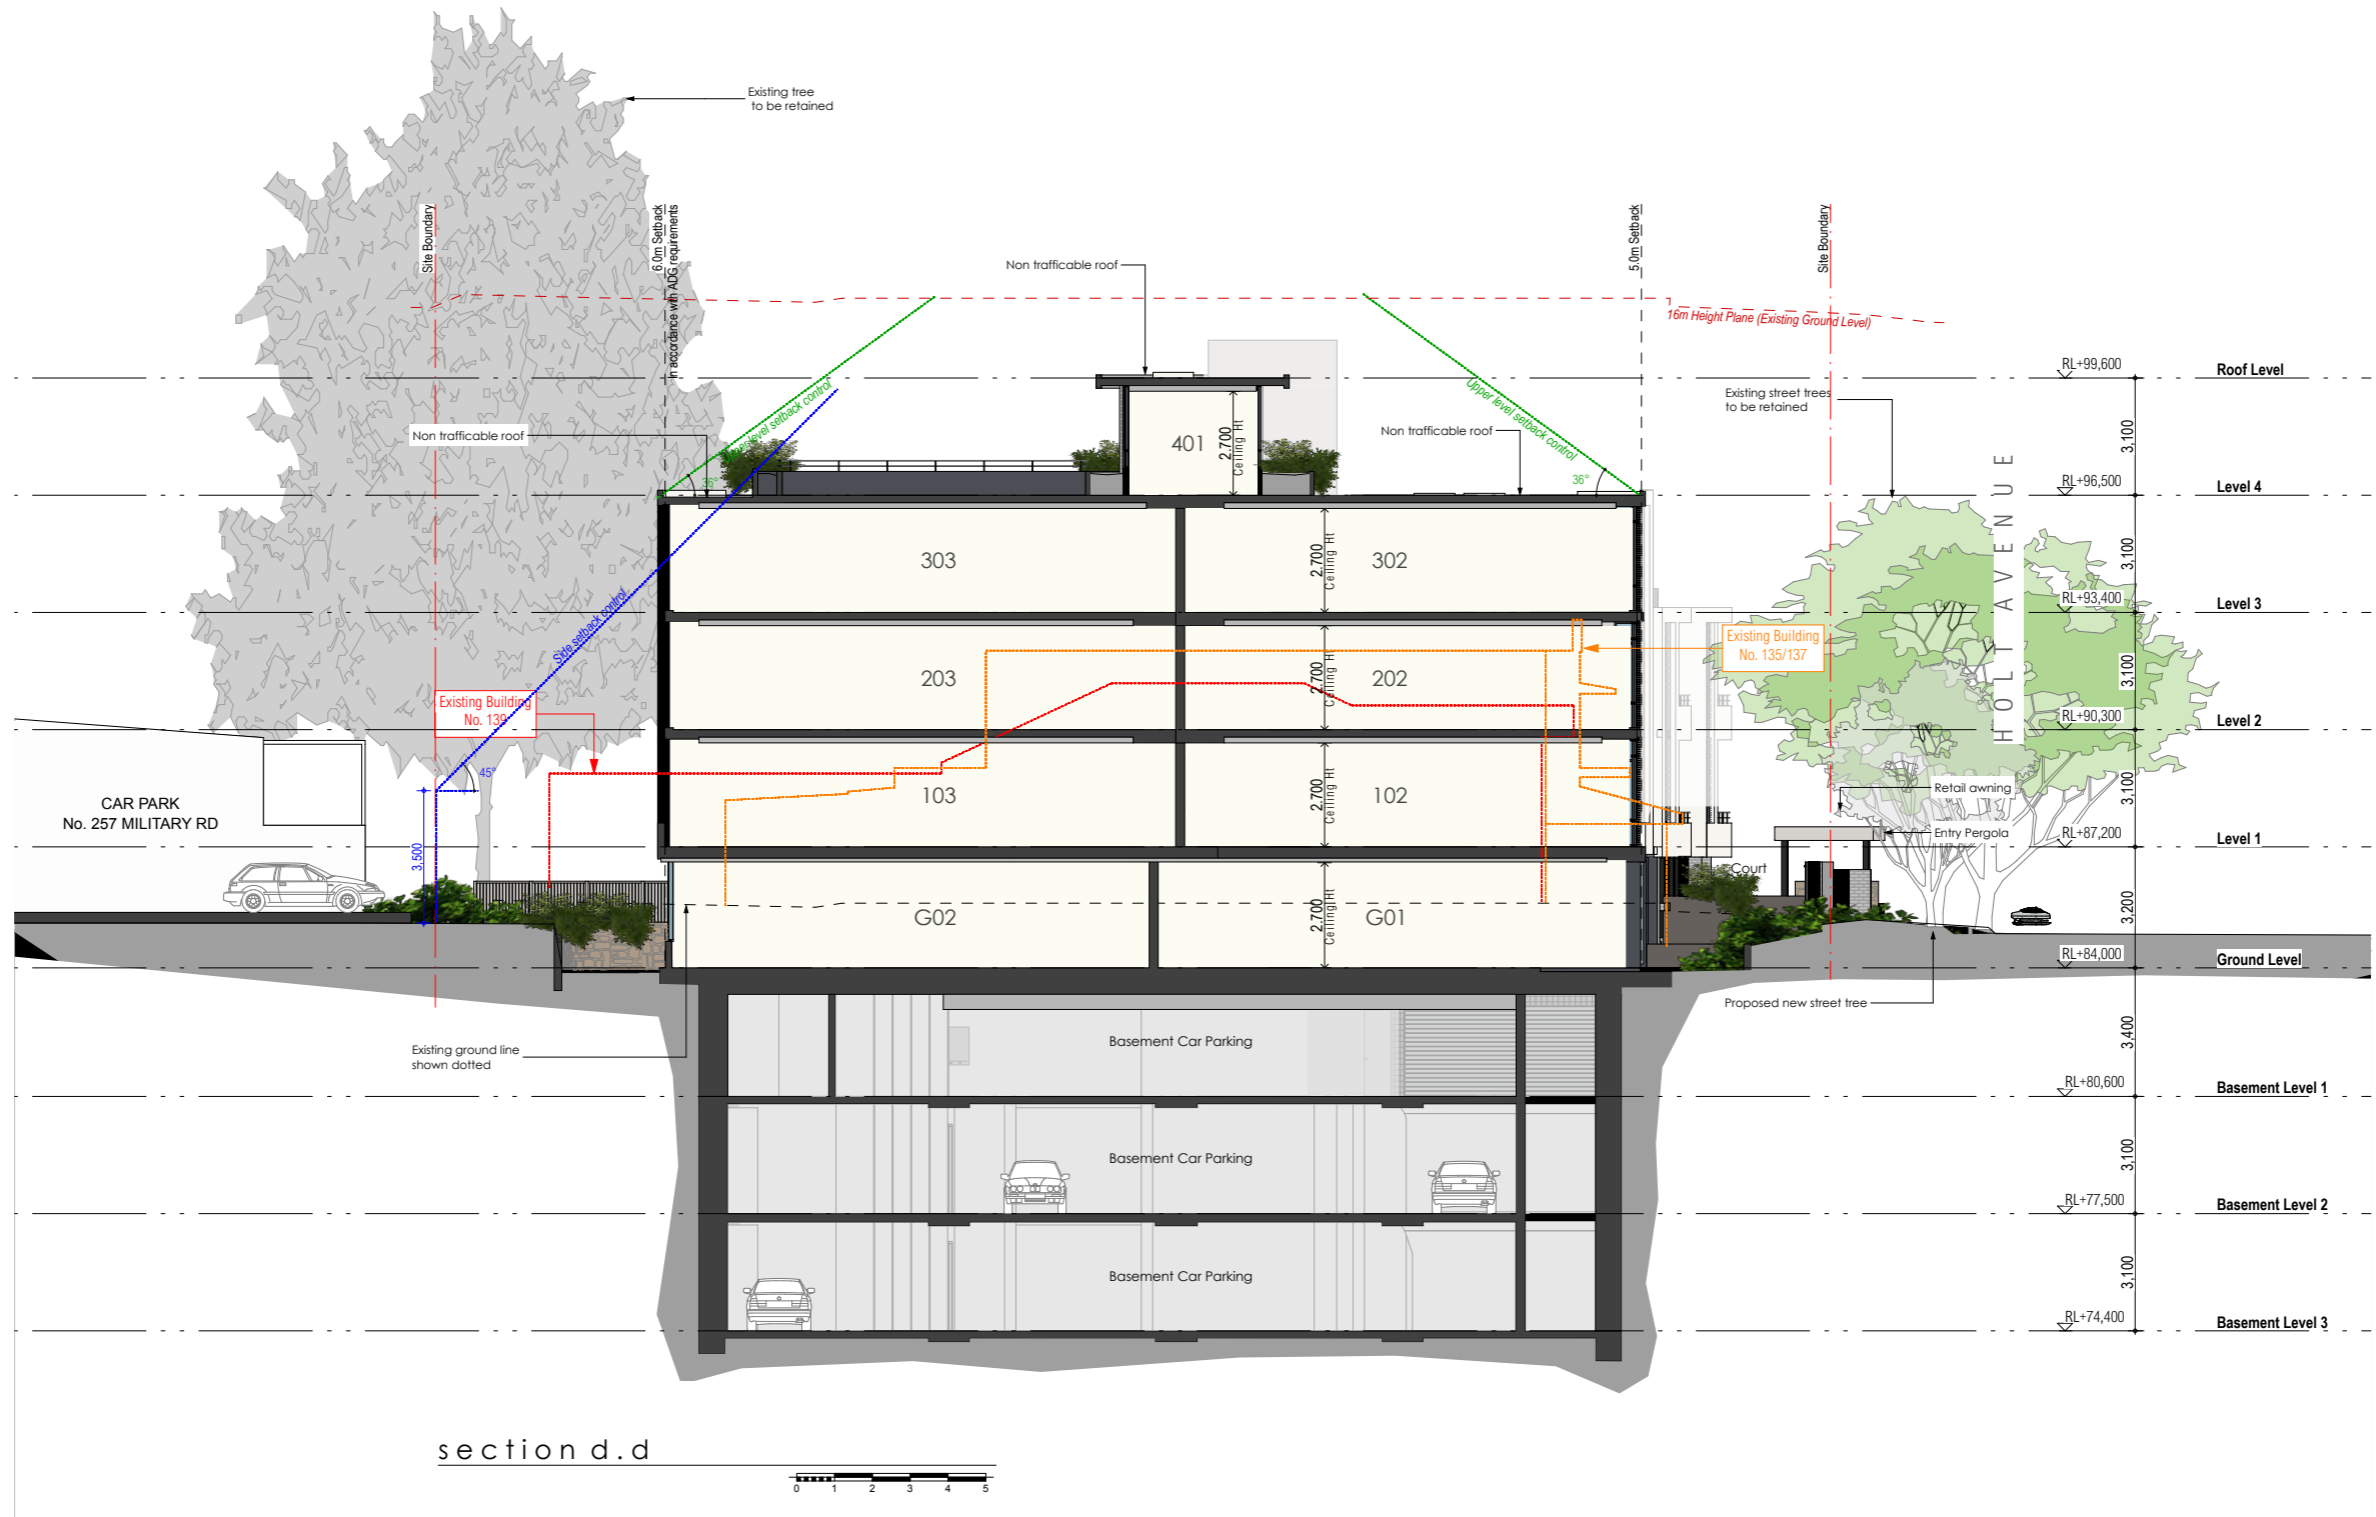 Existing tree
to be retained
Site Boundary
6.0m Setback
in accordance with ADG requirements
Non trafficable roof
5.0m Setback
Site Boundary
16m Height Plane (Existing Ground Level)
RL+99,600
Roof Level
Upper level setback control
Upper level setback control
Existing street trees
to be retained
Non trafficable roof
Non trafficable roof
401
2.700
Ceiling Ht
3,100
36°
36°
RL+96,500
Level 4
HOLT AVENUE
303
2.700
Ceiling Ht
302
3,100
Side setback control
RL+93,400
Level 3
Existing Building
No. 135/137
203
2.700
Ceiling Ht
202
3,100
Existing Building
No. 139
RL+90,300
Level 2
45°
CAR PARK
No. 257 MILITARY RD
103
2.700
Ceiling Ht
102
Retail awning
3,100
Entry Pergola
RL+87,200
Level 1
3,500
Court
G02
2.700
Ceiling Ht
G01
3,200
RL+84,000
Ground Level
Proposed new street tree
Existing ground line
shown dotted
Basement Car Parking
3,400
RL+80,600
Basement Level 1
Basement Car Parking
3,100
RL+77,500
Basement Level 2
Basement Car Parking
3,100
RL+74,400
Basement Level 3
section d.d
0 1 2 3 4 5